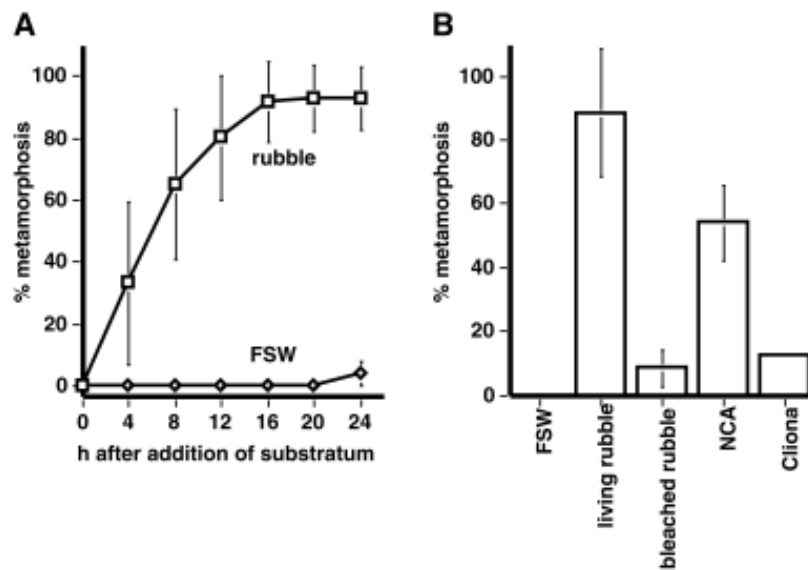 A
% metamorphosis
100
80
60
40
20
0
rubble
FSW
0 4 8 12 16 20 24
h after addition of substratum
B
% metamorphosis
100
80
60
40
20
0
FSW
living rubble
bleached rubble
NCA
Cliona